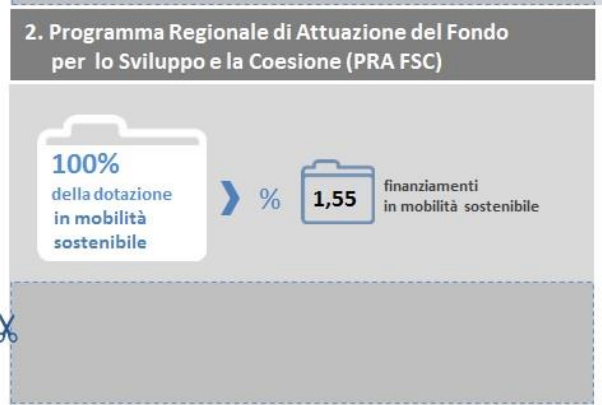 2. Programma Regionale di Attuazione del Fondo
per lo Sviluppo e la Coesione (PRA FSC)
100%
della dotazione
in mobilità
sostenibile
%
1,55
finanziamenti
in mobilità sostenibile